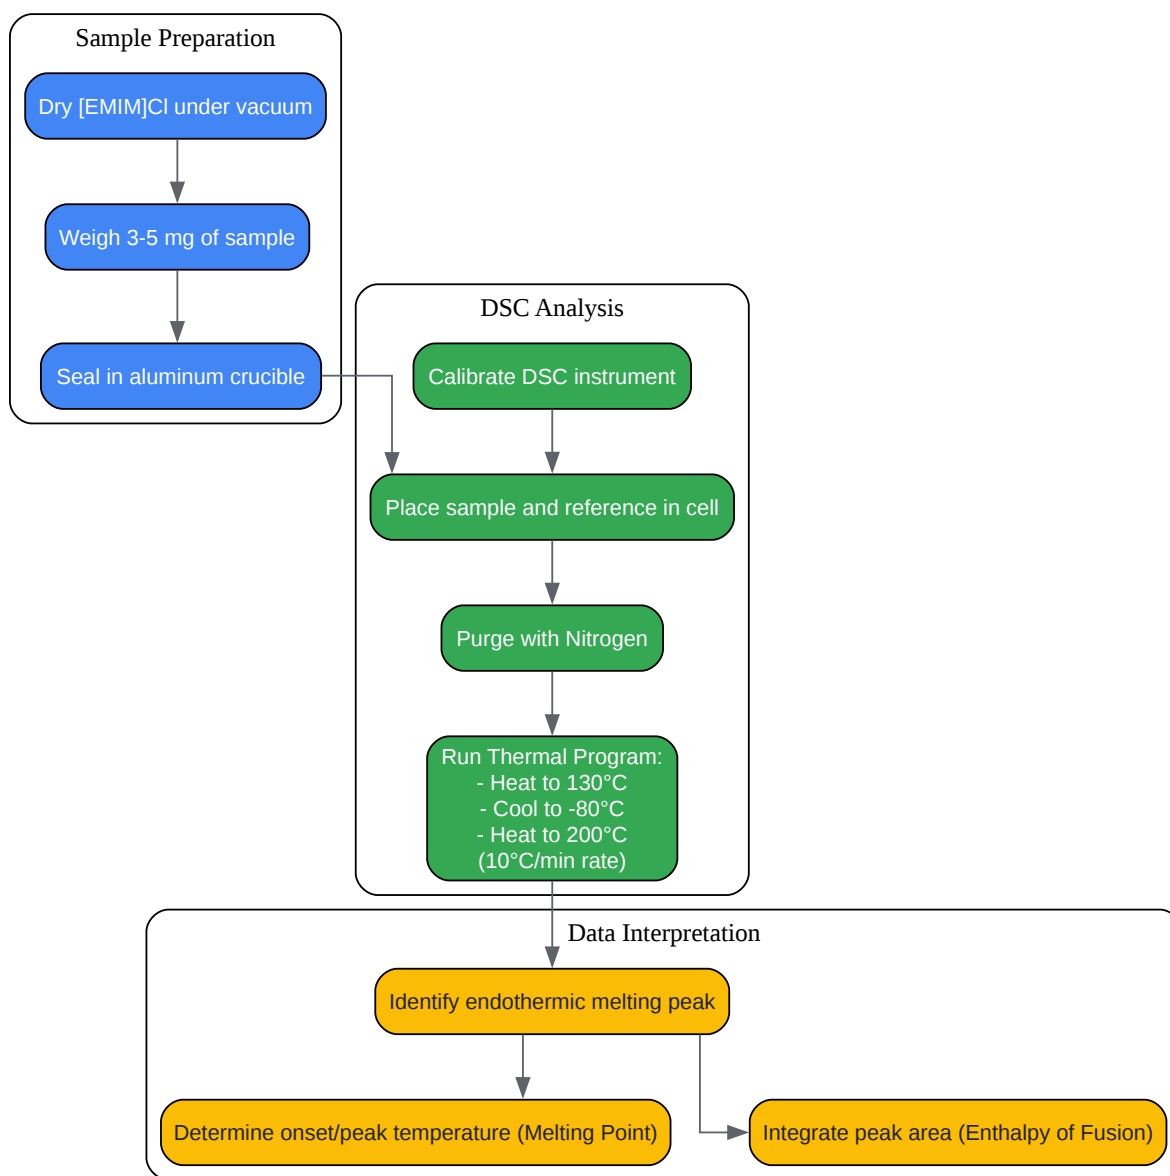 Sample Preparation
Dry [EMIM]Cl under vacuum
Weigh 3-5 mg of sample
Seal in aluminum crucible
DSC Analysis
Calibrate DSC instrument
Place sample and reference in cell
Purge with Nitrogen
Run Thermal Program:
- Heat to 130°C
- Cool to -80°C
- Heat to 200°C
(10°C/min rate)
Data Interpretation
Identify endothermic melting peak
Determine onset/peak temperature (Melting Point)
Integrate peak area (Enthalpy of Fusion)